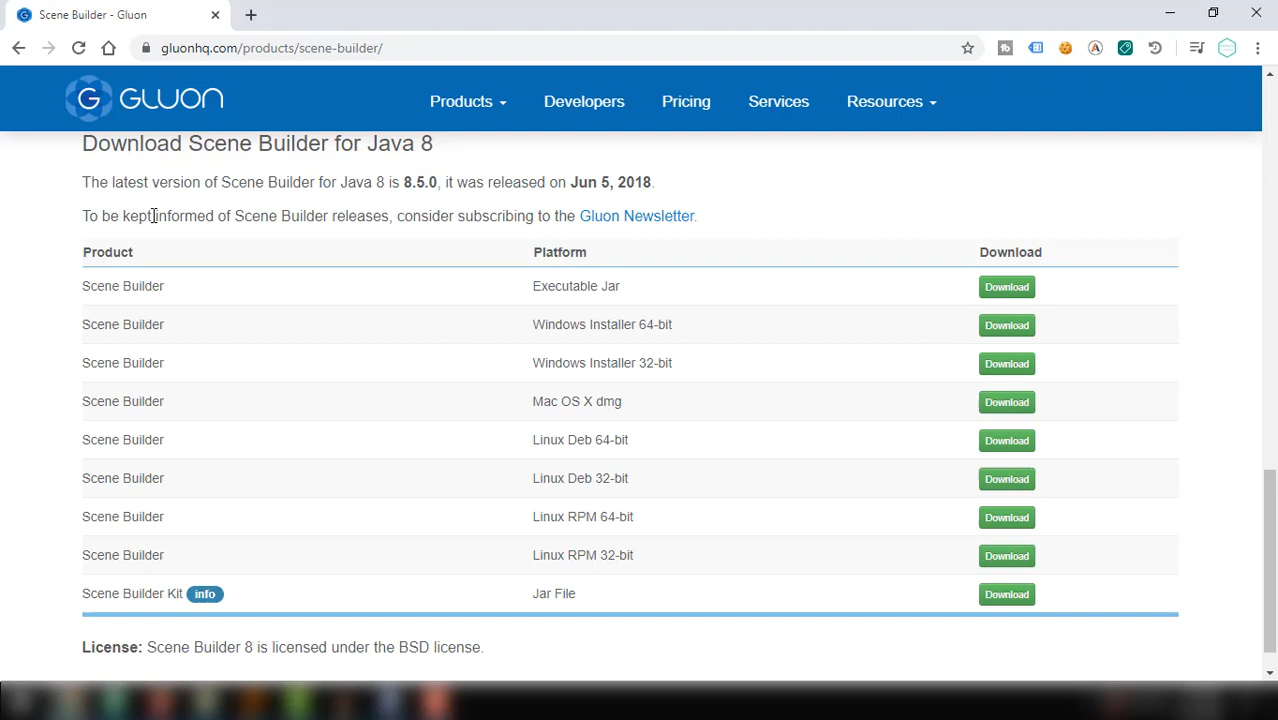 Scene Builder - Gluon
gluonhq.com/products/scene-builder/
GLUON
Products
Developers
Pricing
Services
Resources
Download Scene Builder for Java 8
The latest version of Scene Builder for Java 8 is 8.5.0, it was released on Jun 5, 2018.
To be kept informed of Scene Builder releases, consider subscribing to the Gluon Newsletter.
Product Platform Download
Scene Builder Executable Jar Download
Scene Builder Windows Installer 64-bit Download
Scene Builder Windows Installer 32-bit Download
Scene Builder Mac OS X dmg Download
Scene Builder Linux Deb 64-bit Download
Scene Builder Linux Deb 32-bit Download
Scene Builder Linux RPM 64-bit Download
Scene Builder Linux RPM 32-bit Download
Scene Builder Kit info Jar File Download
License: Scene Builder 8 is licensed under the BSD license.